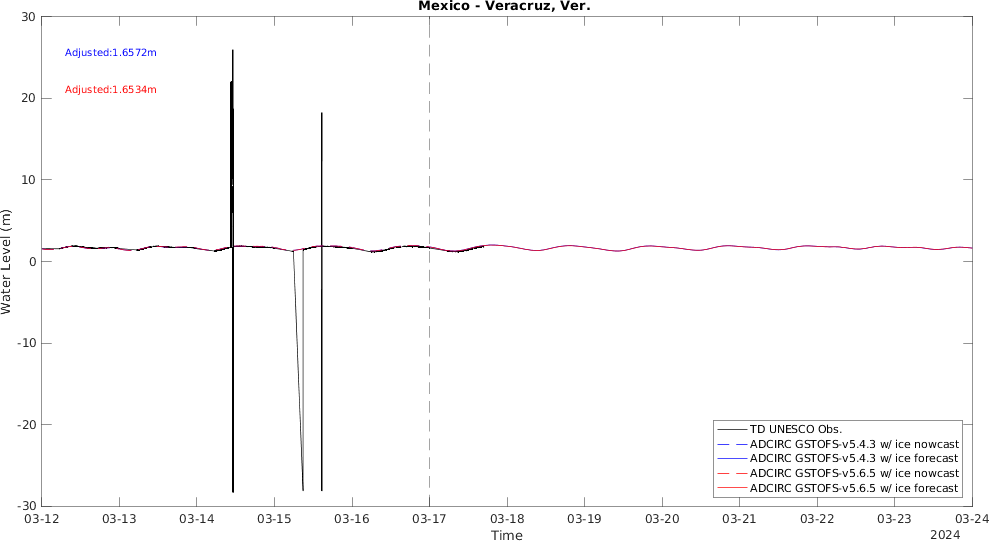 Mexico - Veracruz, Ver.
30
20
10
0
-10
-20
-30
Water Level (m)
Adjusted:1.6572m
Adjusted:1.6534m
TD UNESCO Obs.
ADCIRC GSTOFS-v5.4.3 w/ ice nowcast
ADCIRC GSTOFS-v5.4.3 w/ ice forecast
ADCIRC GSTOFS-v5.6.5 w/ ice nowcast
ADCIRC GSTOFS-v5.6.5 w/ ice forecast
03-12 03-13 03-14 03-15 03-16 03-17 03-18 03-19 03-20 03-21 03-22 03-23 03-24
Time
2024